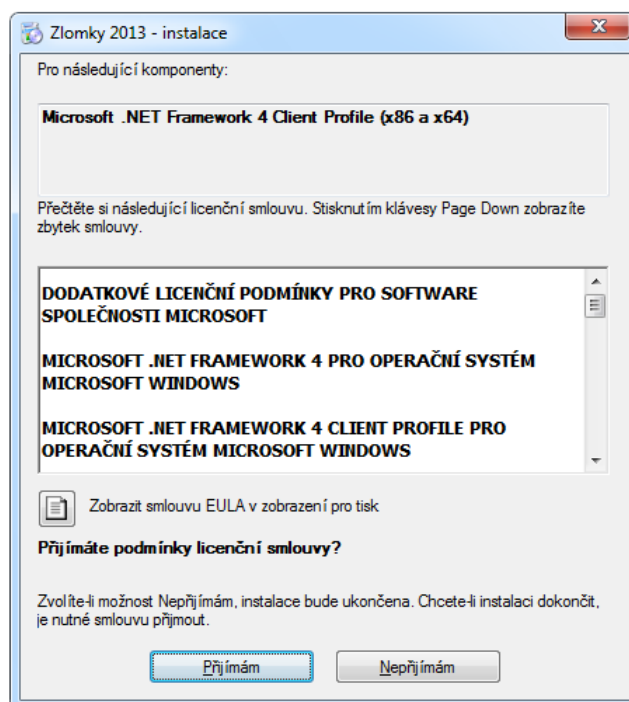 Zlomky 2013 - instalace
Pro následující komponenty:
Microsoft .NET Framework 4 Client Profile (x86 a x64)
Přečtěte si následující licenční smlouvu. Stisknutím klávesy Page Down zobrazíte
zbytek smlouvy.
DODATKOVÉ LICENČNÍ PODMÍNKY PRO SOFTWARE
SPOLEČNOSTI MICROSOFT
MICROSOFT .NET FRAMEWORK 4 PRO OPERAČNÍ SYSTÉM
MICROSOFT WINDOWS
MICROSOFT .NET FRAMEWORK 4 CLIENT PROFILE PRO
OPERAČNÍ SYSTÉM MICROSOFT WINDOWS
Zobrazit smlouvu EULA v zobrazení pro tisk
Přijímáte podmínky licenční smlouvy?
Zvolíte-li možnost Nepřijímám, instalace bude ukončena. Chcete-li instalaci dokončit,
je nutné smlouvu přijmout.
Přijímám
Nepřijímám